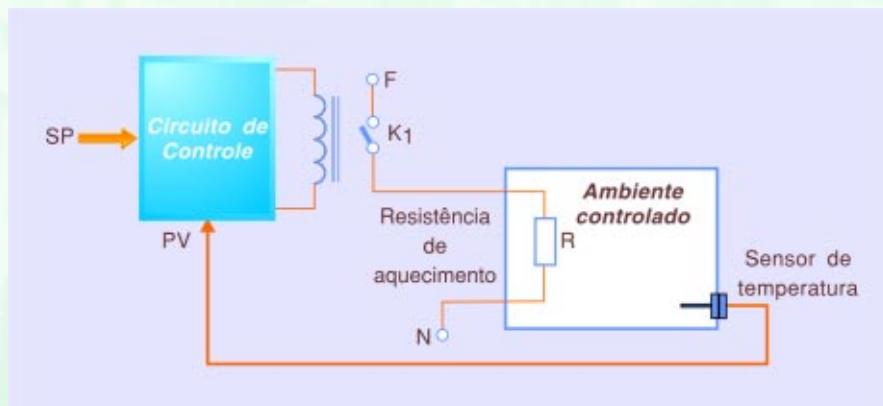 F
K1
SP
Circuito de
Controle
PV
Resistência
de
aquecimento
N
R
Ambiente
controlado
Sensor de
temperatura